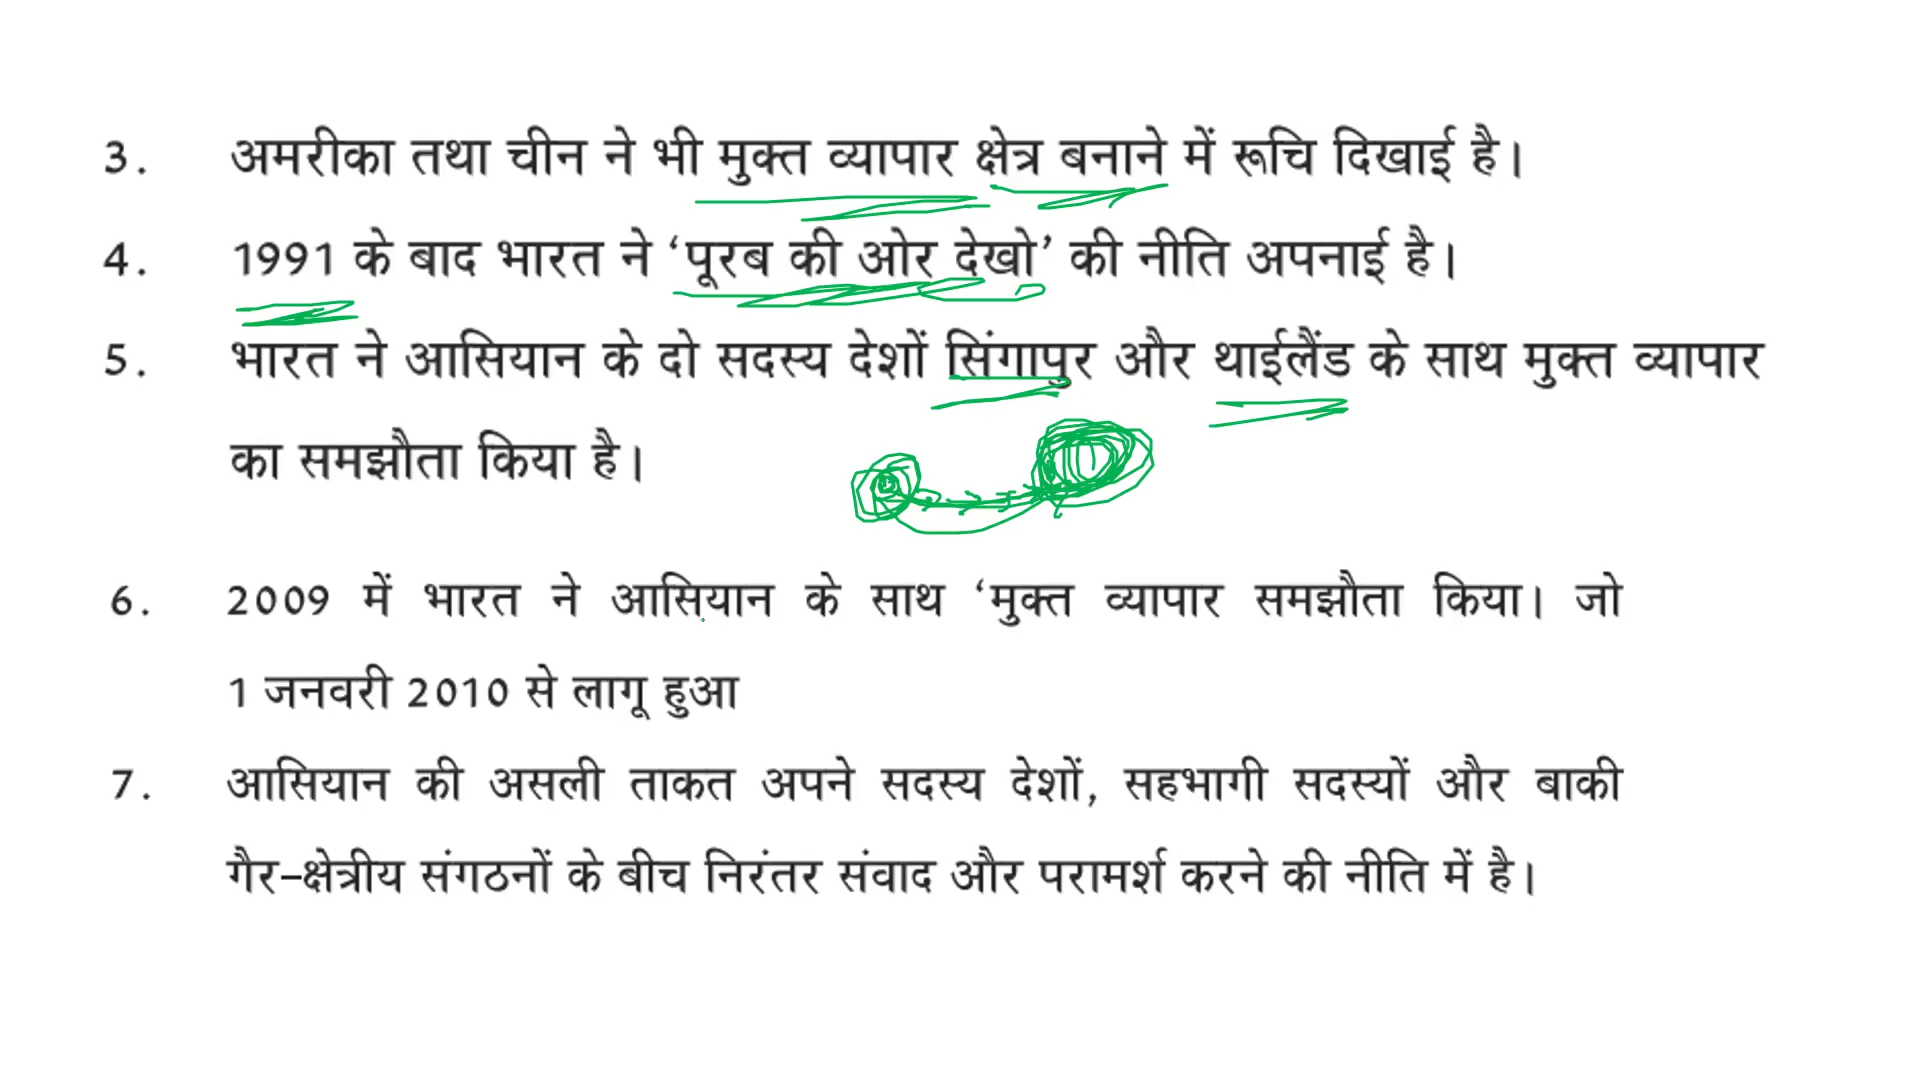 3. अमरीका तथा चीन ने भी मुक्त व्यापार क्षेत्र बनाने में रूचि दिखाई है।
4. 1991 के बाद भारत ने ‘पूरब की ओर देखो’ की नीति अपनाई है।
5. भारत ने आसियान के दो सदस्य देशों सिंगापुर और थाईलैंड के साथ मुक्त व्यापार
का समझौता किया है।
6. 2009 में भारत ने आसियान के साथ ‘मुक्त व्यापार समझौता किया। जो
1 जनवरी 2010 से लागू हुआ
7. आसियान की असली ताकत अपने सदस्य देशों, सहभागी सदस्यों और बाकी
गैर–क्षेत्रीय संगठनों के बीच निरंतर संवाद और परामर्श करने की नीति में है।